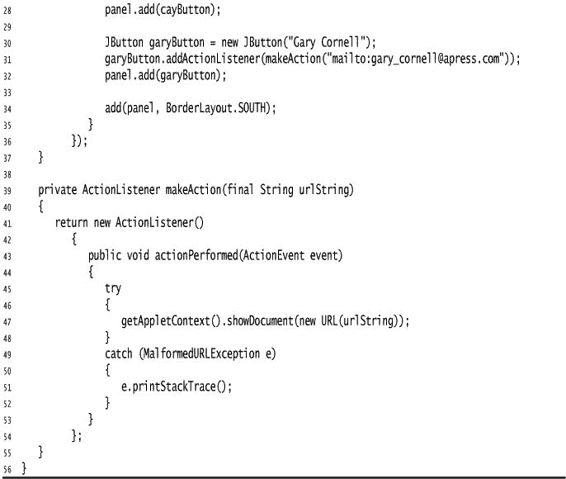 28 panel.add(cayButton);
29
30 JButton garyButton = new JButton("Gary Cornell");
31 garyButton.addActionListener(makeAction("mailto:gary_cornell@apress.com"));
32 panel.add(garyButton);
33
34 add(panel, BorderLayout.SOUTH);
35 }
36 });
37 }
38
39 private ActionListener makeAction(final String urlString)
40 {
41 return new ActionListener()
42 {
43 public void actionPerformed(ActionEvent event)
44 {
45 try
46 {
47 getAppletContext().showDocument(new URL(urlString));
48 }
49 catch (MalformedURLException e)
50 {
51 e.printStackTrace();
52 }
53 }
54 };
55 }
56 }